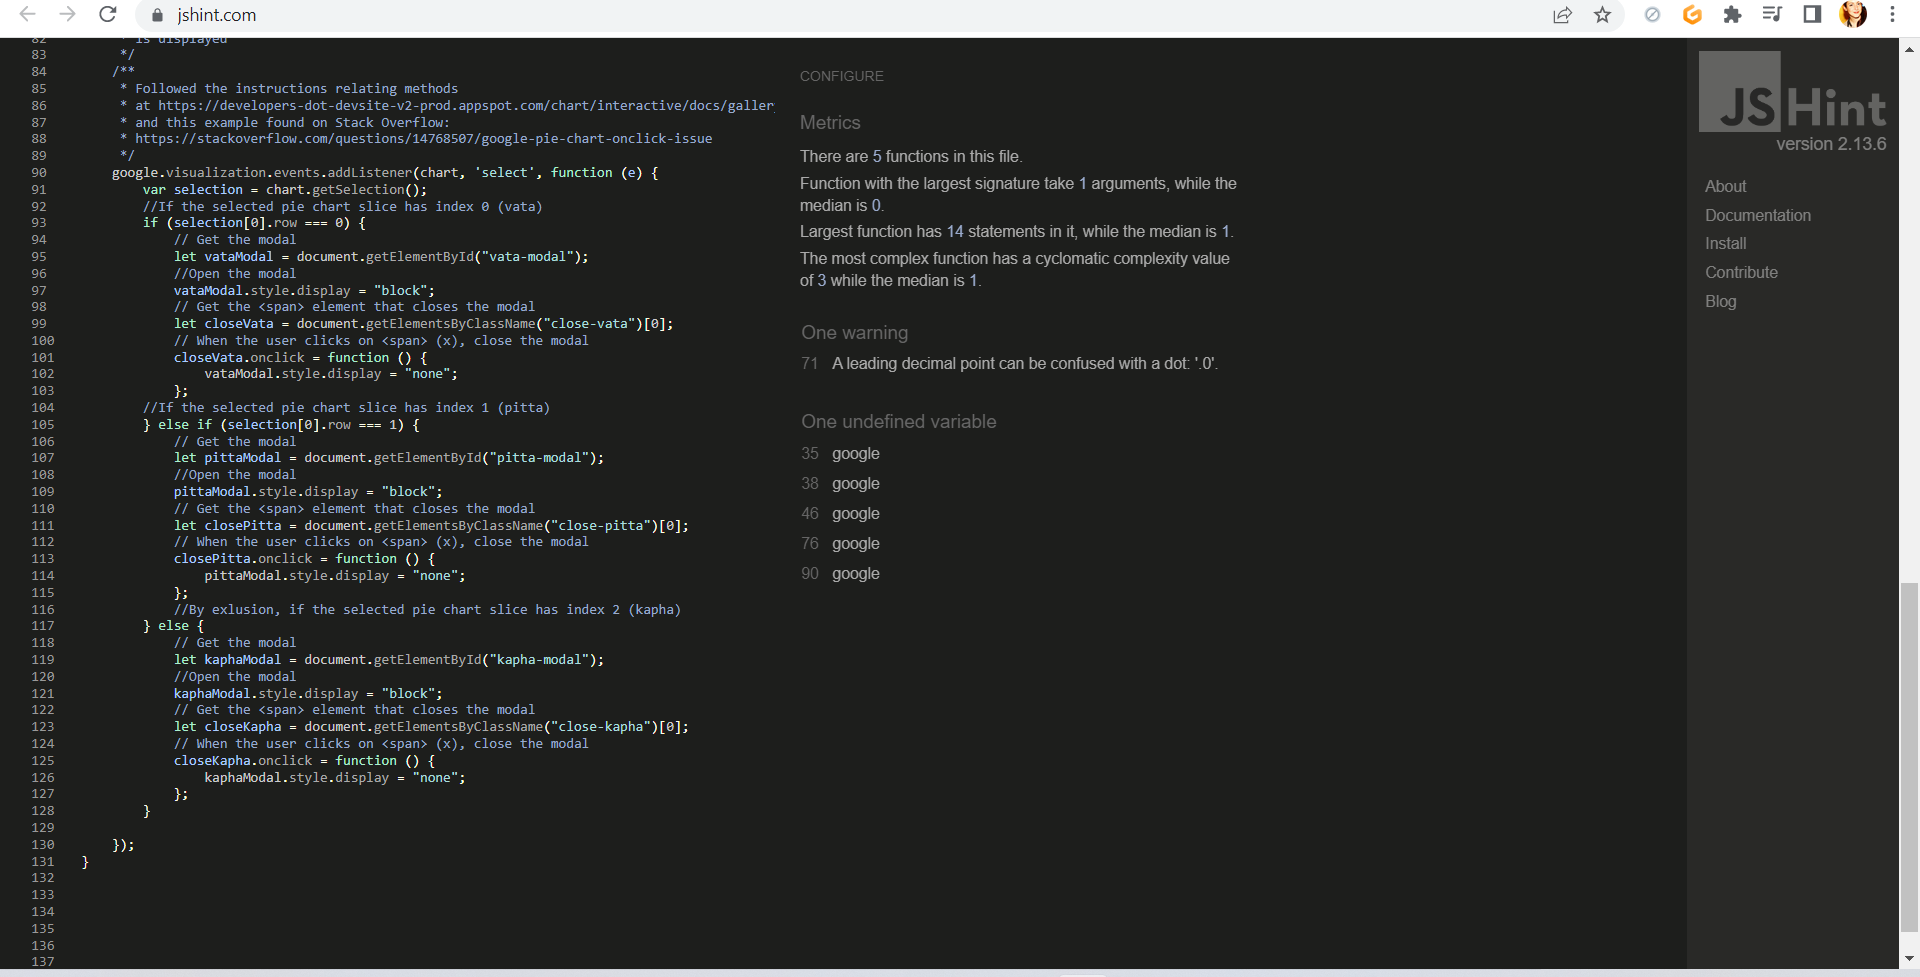 jshint.com
82 * is displayed
83 */
84 /**
85 * Followed the instructions relating methods
86 * at https://developers-dot-devsite-v2-prod.appspot.com/chart/interactive/docs/galler
87 * and this example found on Stack Overflow:
88 * https://stackoverflow.com/questions/14768507/google-pie-chart-onclick-issue
89 */
90 google.visualization.events.addListener(chart, 'select', function (e) {
91 var selection = chart.getSelection();
92 //If the selected pie chart slice has index 0 (vata)
93 if (selection[0].row === 0) {
94 // Get the modal
95 let vataModal = document.getElementById("vata-modal");
96 //Open the modal
97 vataModal.style.display = "block";
98 // Get the <span> element that closes the modal
99 let closeVata = document.getElementsByClassName("close-vata")[0];
100 // When the user clicks on <span> (x), close the modal
101 closeVata.onclick = function () {
102 vataModal.style.display = "none";
103 };
104 //If the selected pie chart slice has index 1 (pitta)
105 } else if (selection[0].row === 1) {
106 // Get the modal
107 let pittaModal = document.getElementById("pitta-modal");
108 //Open the modal
109 pittaModal.style.display = "block";
110 // Get the <span> element that closes the modal
111 let closePitta = document.getElementsByClassName("close-pitta")[0];
112 // When the user clicks on <span> (x), close the modal
113 closePitta.onclick = function () {
114 pittaModal.style.display = "none";
115 };
116 //By exlusion, if the selected pie chart slice has index 2 (kapha)
117 } else {
118 // Get the modal
119 let kaphaModal = document.getElementById("kapha-modal");
120 //Open the modal
121 kaphaModal.style.display = "block";
122 // Get the <span> element that closes the modal
123 let closeKapha = document.getElementsByClassName("close-kapha")[0];
124 // When the user clicks on <span> (x), close the modal
125 closeKapha.onclick = function () {
126 kaphaModal.style.display = "none";
127 };
128 }
129
130 });
131 }
132
133
134
135
136
137
CONFIGURE
Metrics
There are 5 functions in this file.
Function with the largest signature take 1 arguments, while the
median is 0.
Largest function has 14 statements in it, while the median is 1.
The most complex function has a cyclomatic complexity value
of 3 while the median is 1.
One warning
71 A leading decimal point can be confused with a dot: '.0'.
One undefined variable
35 google
38 google
46 google
76 google
90 google
JSHint
version 2.13.6
About
Documentation
Install
Contribute
Blog